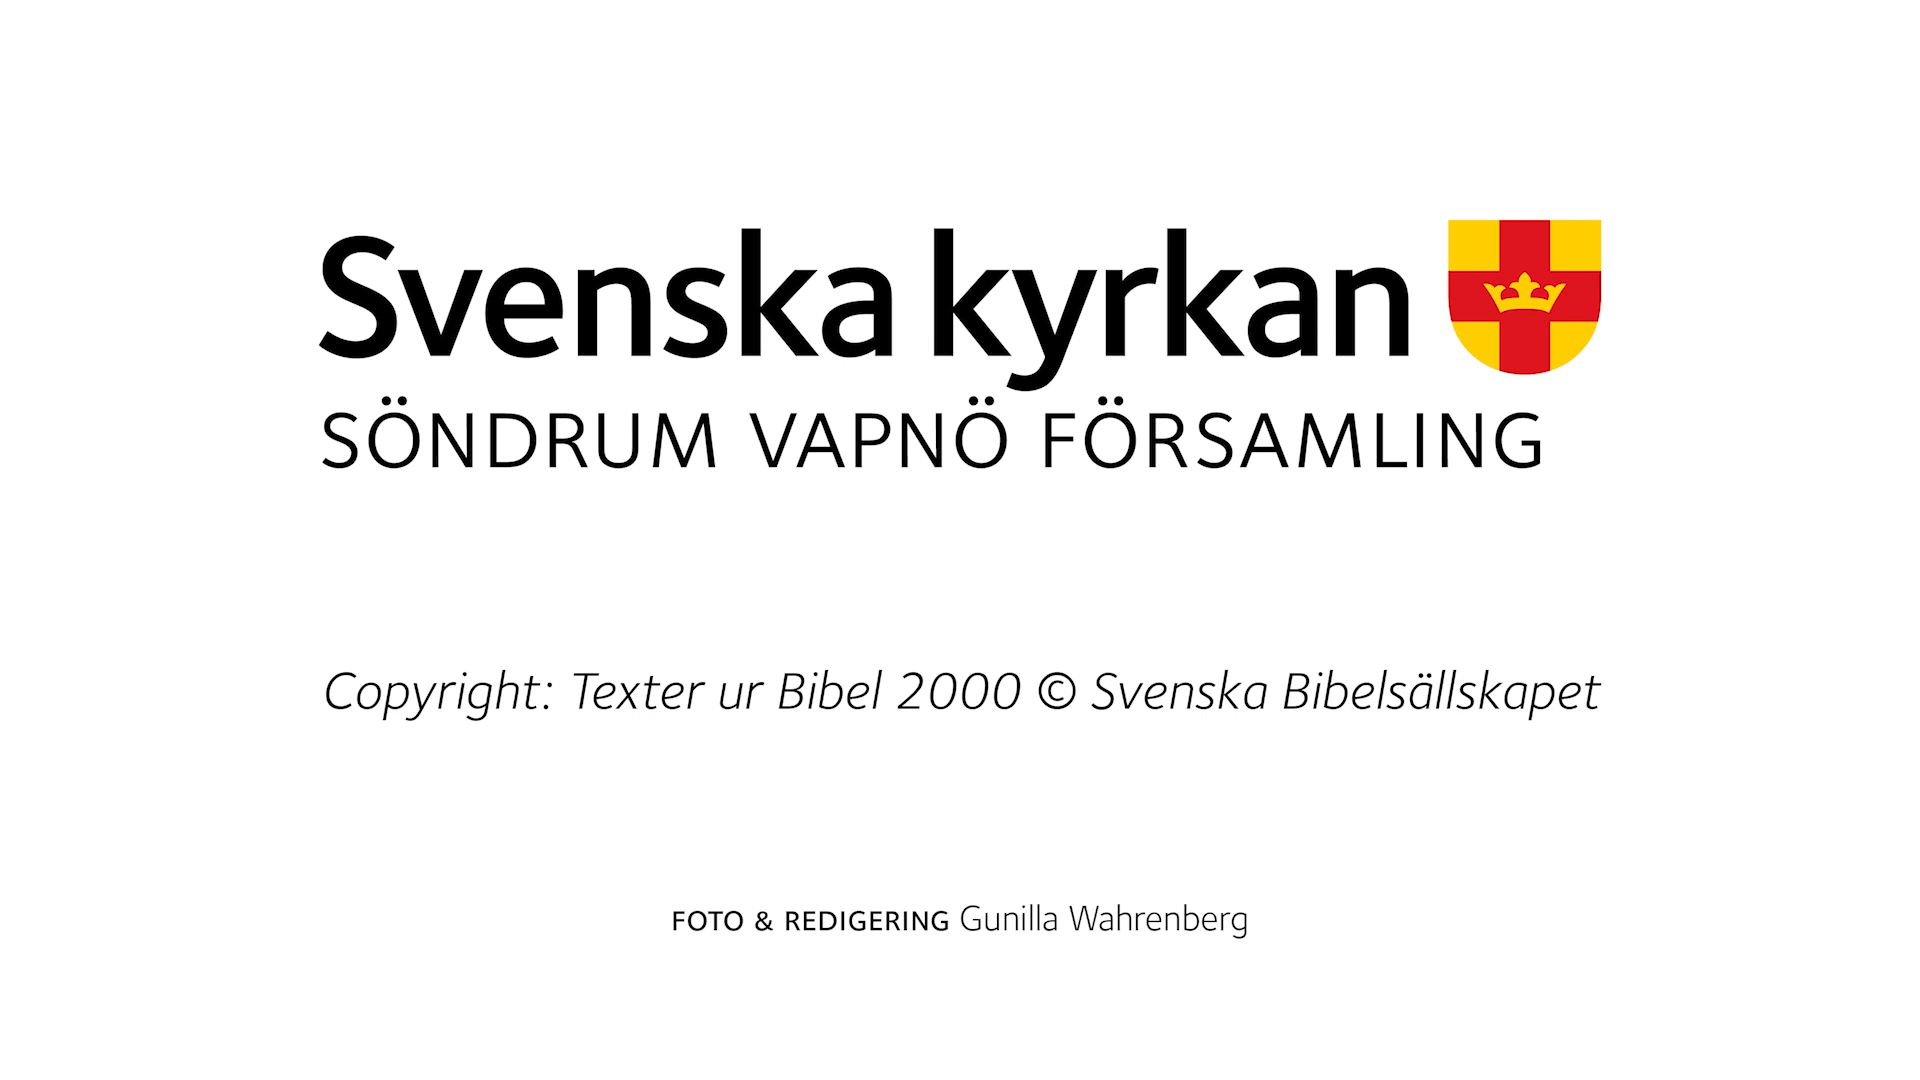 Svenska kyrkan
SÖNDRUM VAPNÖ FÖRSAMLING
Copyright: Texter ur Bibel 2000 © Svenska Bibelsällskapet
FOTO & REDIGERING Gunilla Wahrenberg